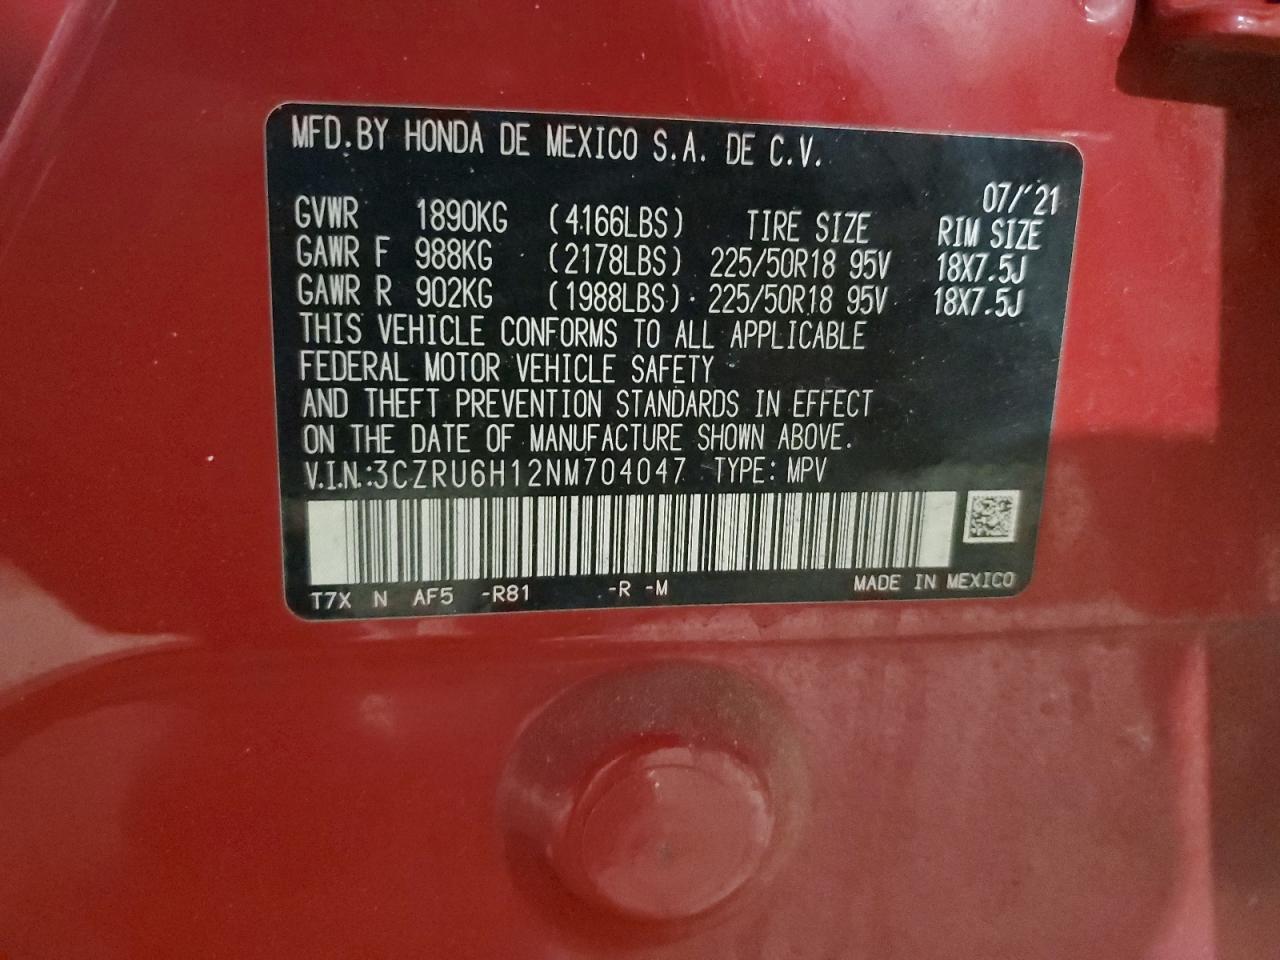 MFD.BY HONDA DE MEXICO S.A. DE C.V.
07/'21
GVWR 1890KG (4166LBS) TIRE SIZE RIM SIZE
GAWR F 988KG (2178LBS) 225/50R18 95V 18X7.5J
GAWR R 902KG (1988LBS) 225/50R18 95V 18X7.5J
THIS VEHICLE CONFORMS TO ALL APPLICABLE
FEDERAL MOTOR VEHICLE SAFETY
AND THEFT PREVENTION STANDARDS IN EFFECT
ON THE DATE OF MANUFACTURE SHOWN ABOVE.
V.I.N.:3CZRU6H12NM704047 TYPE: MPV
T7X N AF5 -R81 -R -M MADE IN MEXICO